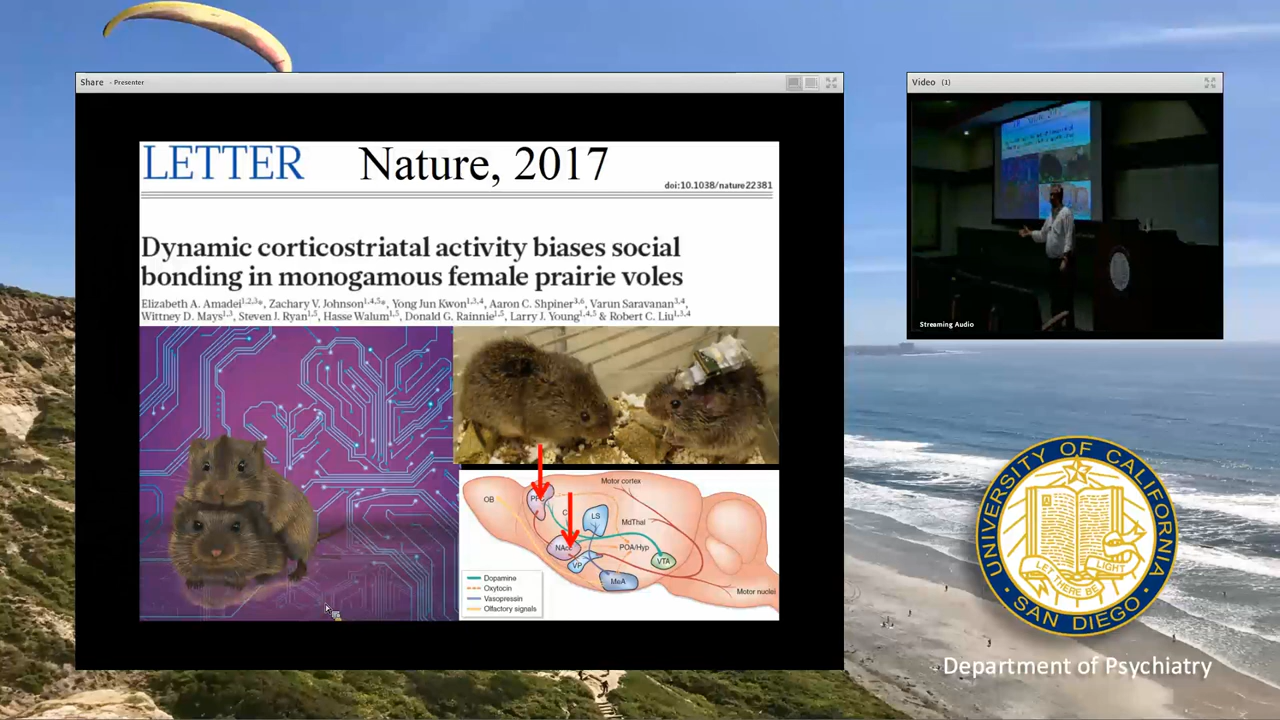 Share - Presenter
LETTER
Nature, 2017
doi:10.1038/nature22381
Dynamic corticostriatal activity biases social
bonding in monogamous female prairie voles
Elizabeth A. Amadei1,2,3*, Zachary V. Johnson1,4,5*, Yong Jun Kwon1,3,4, Aaron C. Shpiner3,6, Varun Saravanan3,4,
Wittney D. Mays1,3, Steven J. Ryan1,5, Hasse Walum1,5, Donald G. Rainnie1,5, Larry J. Young1,4,5 & Robert C. Liu1,3,4
Motor cortex
OB
LS
MdThal
POA/Hyp
VTA
VP
MeA
Motor nuclei
Dopamine
Oxytocin
Vasopressin
Olfactory signals
Video (1)
Streaming Audio
UNIVERSITY OF CALIFORNIA
LET THERE BE LIGHT
SAN DIEGO
Department of Psychiatry